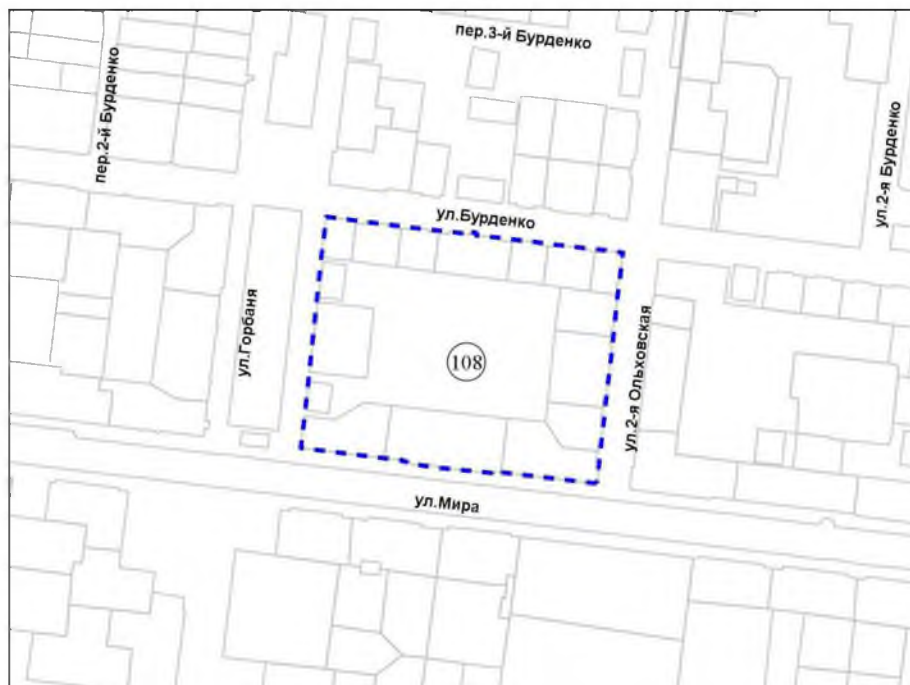 пер.3-й Бурденко
пер.2-й Бурденко
ул.2-я Бурденко
ул.Бурденко
ул.Горбаня
108
ул.2-я Ольховская
ул.Мира